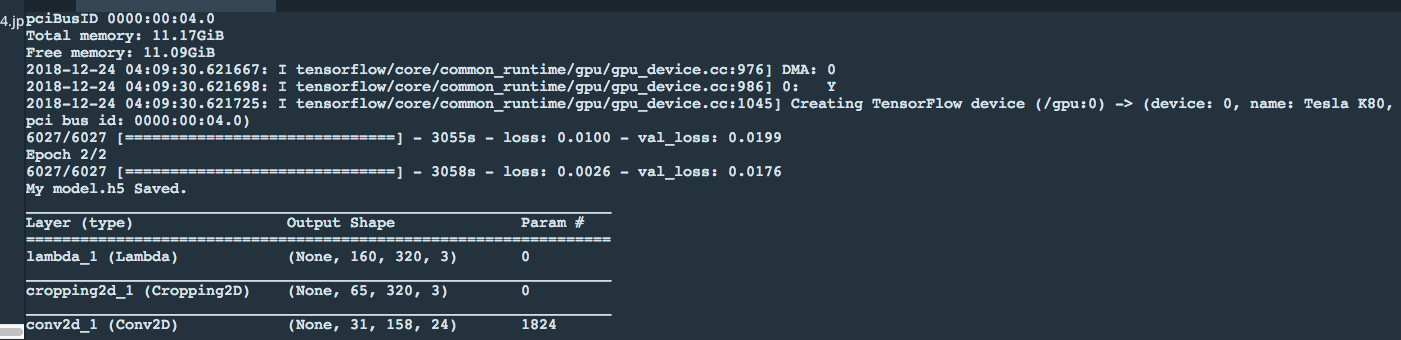 4.jp
pciBusID 0000:00:04.0
Total memory: 11.17GiB
Free memory: 11.09GiB
2018-12-24 04:09:30.621667: I tensorflow/core/common_runtime/gpu/gpu_device.cc:976] DMA: 0
2018-12-24 04:09:30.621698: I tensorflow/core/common_runtime/gpu/gpu_device.cc:986] 0:   Y
2018-12-24 04:09:30.621725: I tensorflow/core/common_runtime/gpu/gpu_device.cc:1045] Creating TensorFlow device (/gpu:0) -> (device: 0, name: Tesla K80,
pci bus id: 0000:00:04.0)
6027/6027 [==============================] - 3055s - loss: 0.0100 - val_loss: 0.0199
Epoch 2/2
6027/6027 [==============================] - 3058s - loss: 0.0026 - val_loss: 0.0176
My model.h5 Saved.
_________________________________________________________________
Layer (type)                 Output Shape              Param #
=================================================================
lambda_1 (Lambda)            (None, 160, 320, 3)       0
_________________________________________________________________
cropping2d_1 (Cropping2D)    (None, 65, 320, 3)        0
_________________________________________________________________
conv2d_1 (Conv2D)            (None, 31, 158, 24)       1824